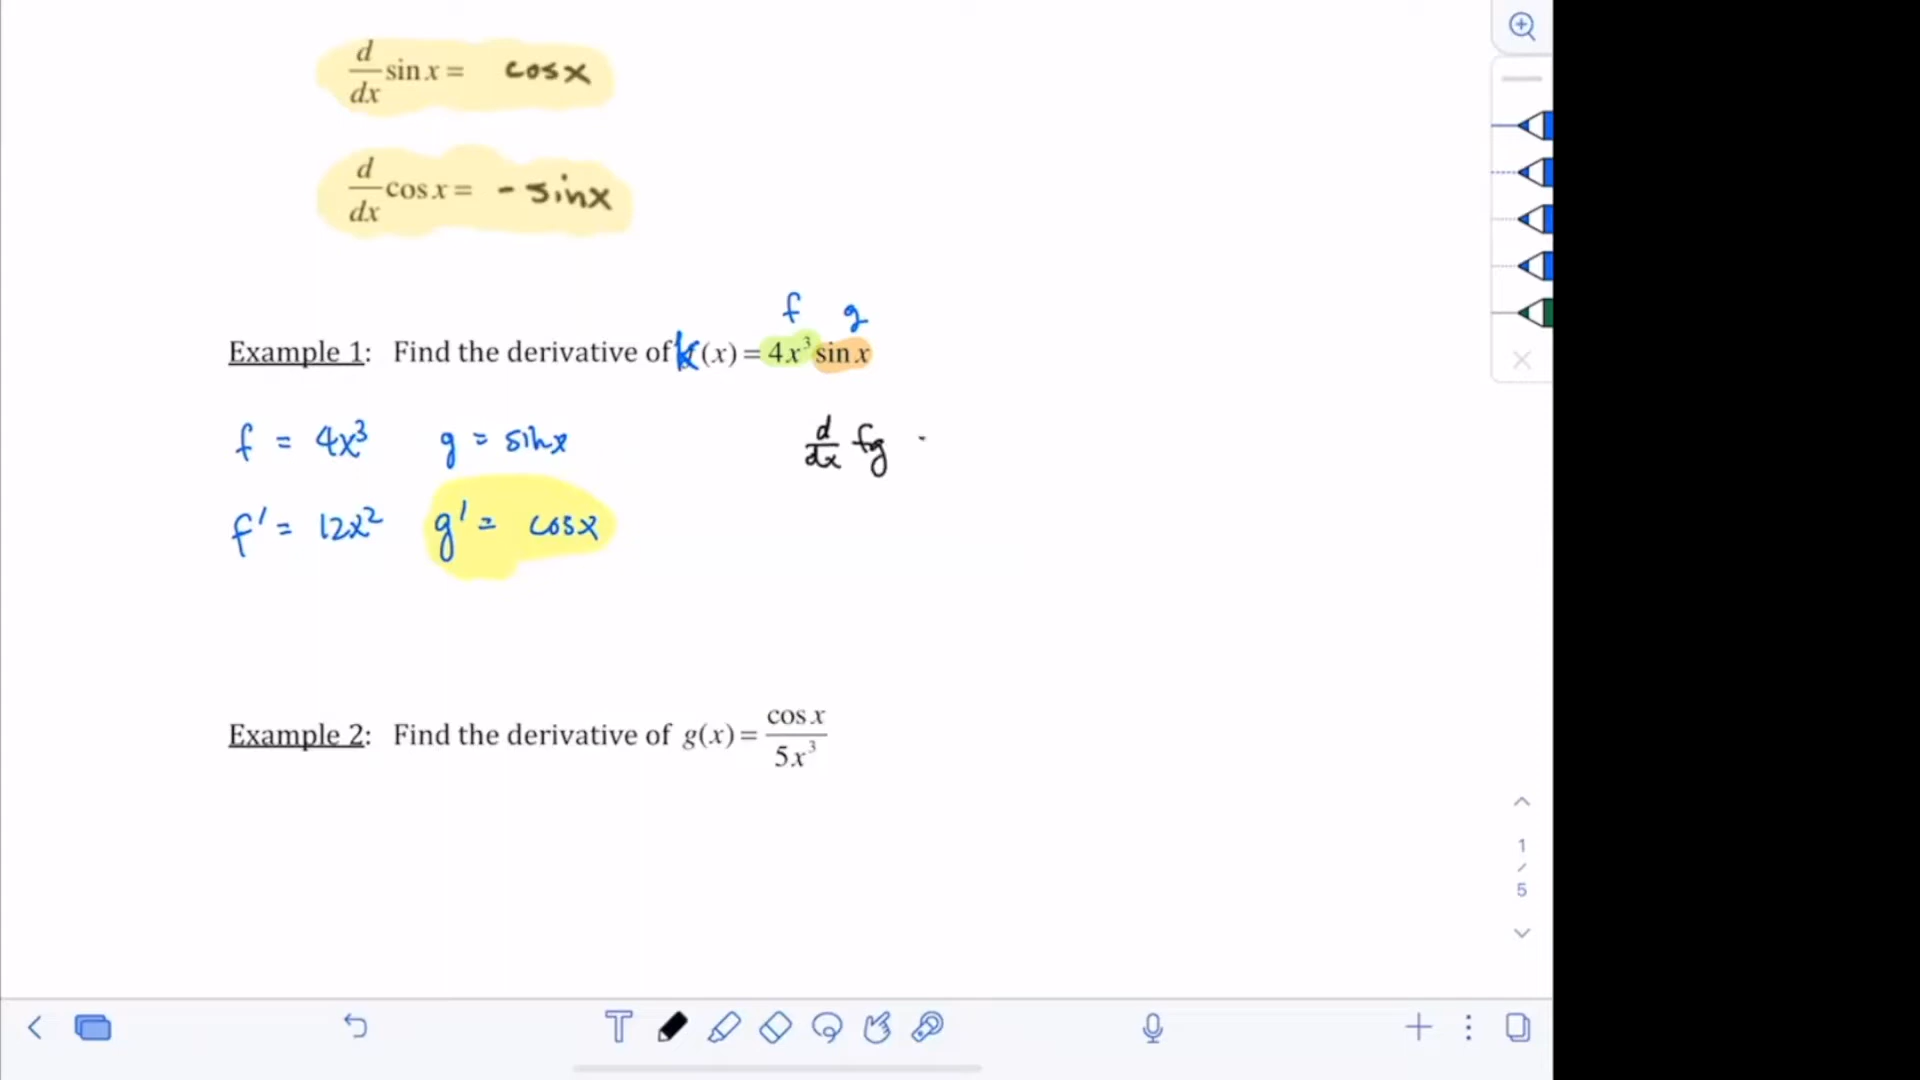 d/dx sin x = cosx
d/dx cos x = - sinx
f g
Example 1: Find the derivative of k(x) = 4x³ sin x
f = 4x³ g = sinx d/dx fg
f' = 12x² g' = cosx
Example 2: Find the derivative of g(x) = cos x / 5x³
1
/
5
T